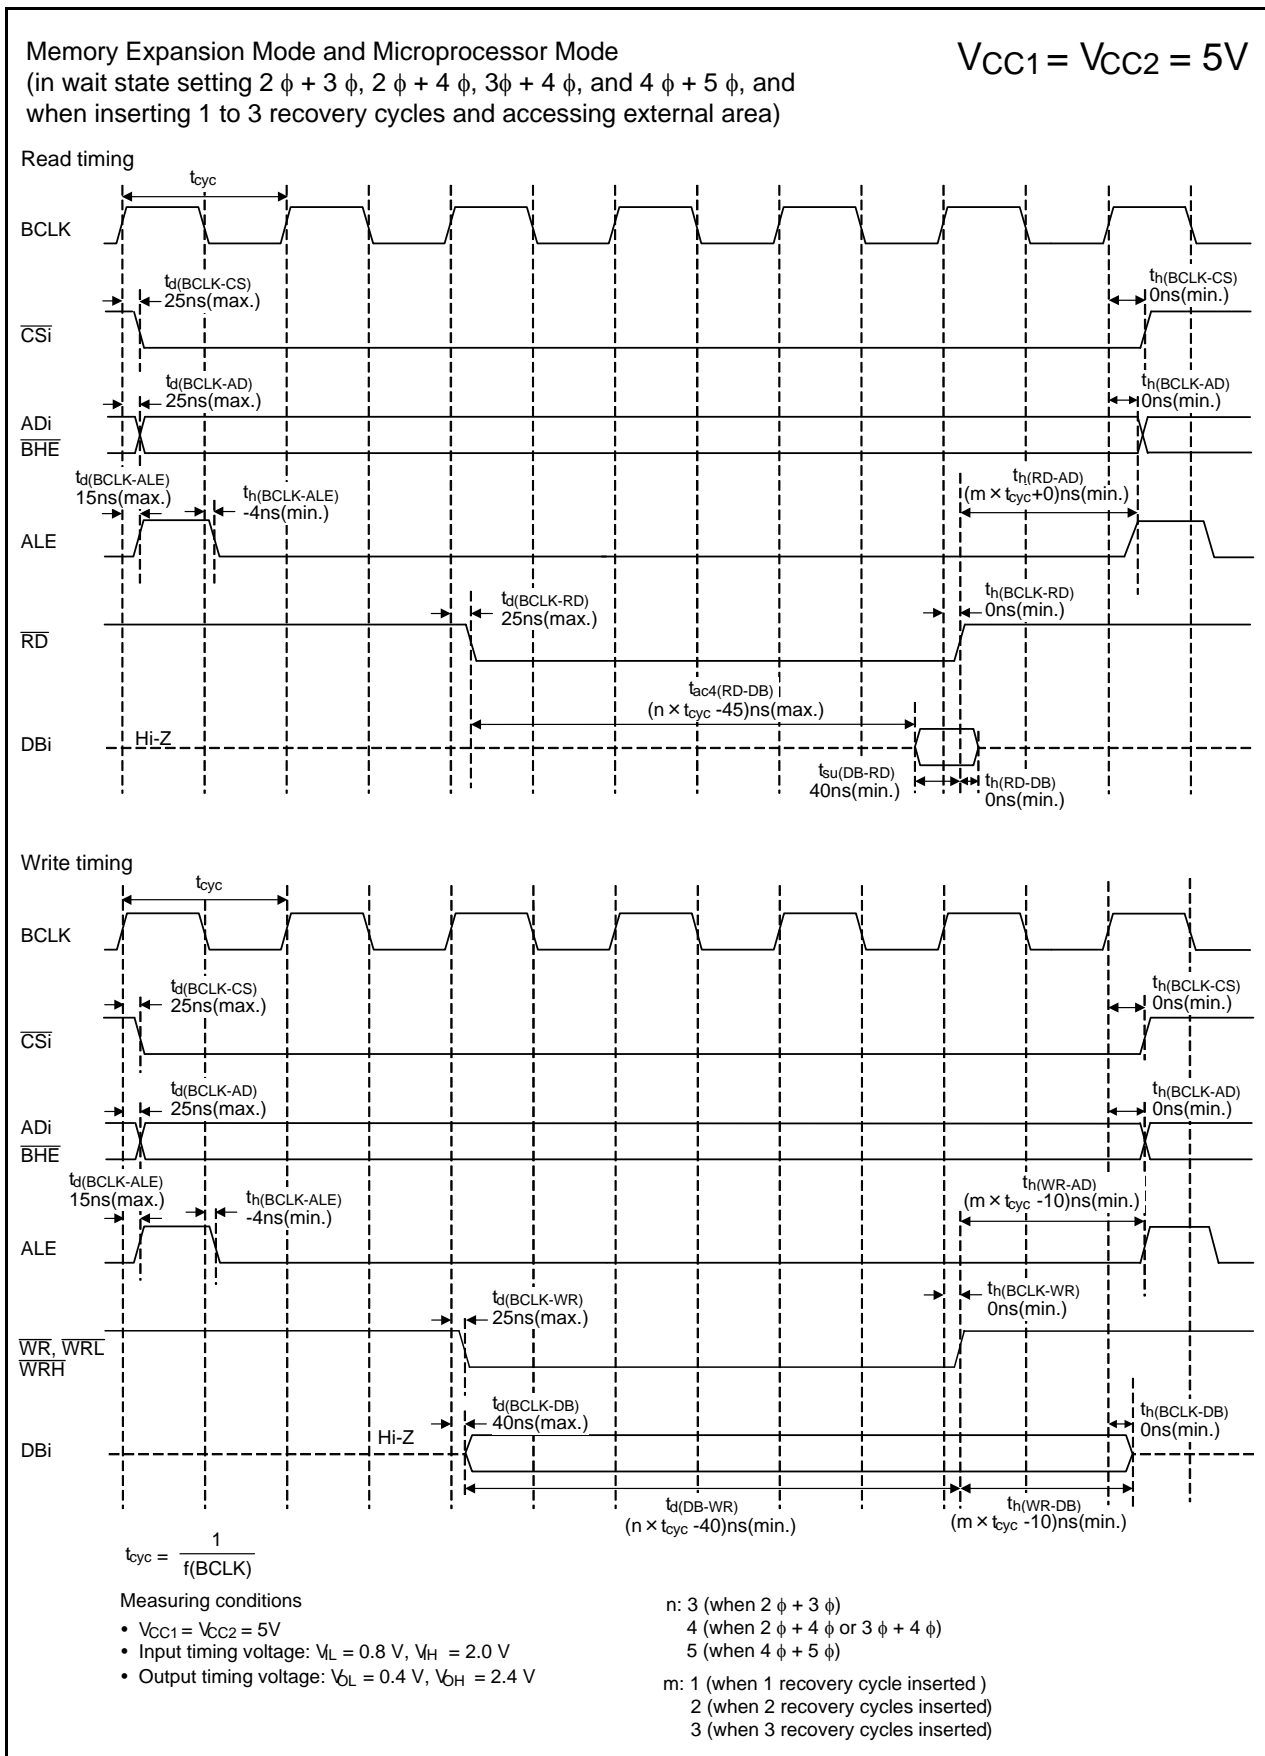 Memory Expansion Mode and Microprocessor Mode
(in wait state setting 2 ϕ + 3 ϕ, 2 ϕ + 4 ϕ, 3ϕ + 4 ϕ, and 4 ϕ + 5 ϕ, and
when inserting 1 to 3 recovery cycles and accessing external area)
VCC1 = VCC2 = 5V
Read timing
tcyc
BCLK
td(BCLK-CS)
25ns(max.)
th(BCLK-CS)
0ns(min.)
CSi
td(BCLK-AD)
25ns(max.)
th(BCLK-AD)
0ns(min.)
ADi
BHE
td(BCLK-ALE)
15ns(max.)
th(BCLK-ALE)
-4ns(min.)
th(RD-AD)
(m × tcyc+0)ns(min.)
ALE
td(BCLK-RD)
25ns(max.)
th(BCLK-RD)
0ns(min.)
RD
tac4(RD-DB)
(n × tcyc -45)ns(max.)
DBi
Hi-Z
tsu(DB-RD)
40ns(min.)
th(RD-DB)
0ns(min.)
Write timing
tcyc
BCLK
td(BCLK-CS)
25ns(max.)
th(BCLK-CS)
0ns(min.)
CSi
td(BCLK-AD)
25ns(max.)
th(BCLK-AD)
0ns(min.)
ADi
BHE
td(BCLK-ALE)
15ns(max.)
th(BCLK-ALE)
-4ns(min.)
th(WR-AD)
(m × tcyc -10)ns(min.)
ALE
td(BCLK-WR)
25ns(max.)
th(BCLK-WR)
0ns(min.)
WR, WRL
WRH
td(BCLK-DB)
40ns(max.)
th(BCLK-DB)
0ns(min.)
Hi-Z
DBi
td(DB-WR)
(n × tcyc -40)ns(min.)
th(WR-DB)
(m × tcyc -10)ns(min.)
tcyc = 1
f(BCLK)
Measuring conditions
• VCC1 = VCC2 = 5V
• Input timing voltage: VIL = 0.8 V, VIH = 2.0 V
• Output timing voltage: VOL = 0.4 V, VOH = 2.4 V
n: 3 (when 2 ϕ + 3 ϕ)
4 (when 2 ϕ + 4 ϕ or 3 ϕ + 4 ϕ)
5 (when 4 ϕ + 5 ϕ)
m: 1 (when 1 recovery cycle inserted )
2 (when 2 recovery cycles inserted)
3 (when 3 recovery cycles inserted)